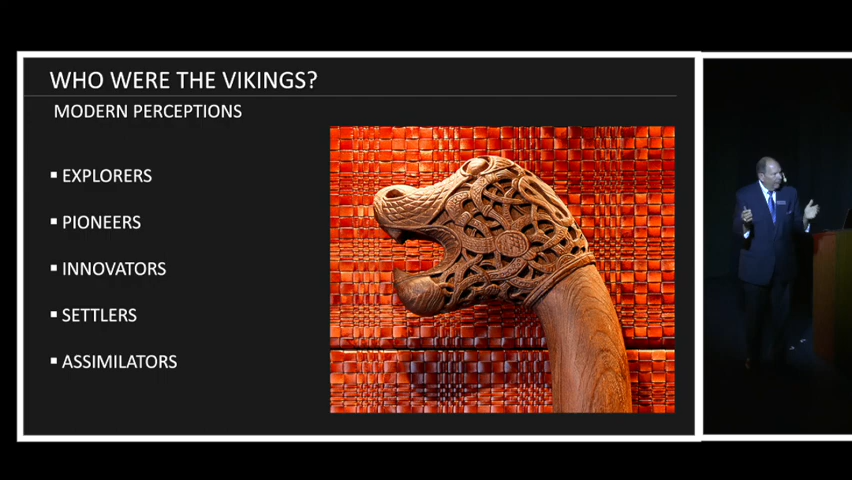 WHO WERE THE VIKINGS?
MODERN PERCEPTIONS
▪ EXPLORERS
▪ PIONEERS
▪ INNOVATORS
▪ SETTLERS
▪ ASSIMILATORS